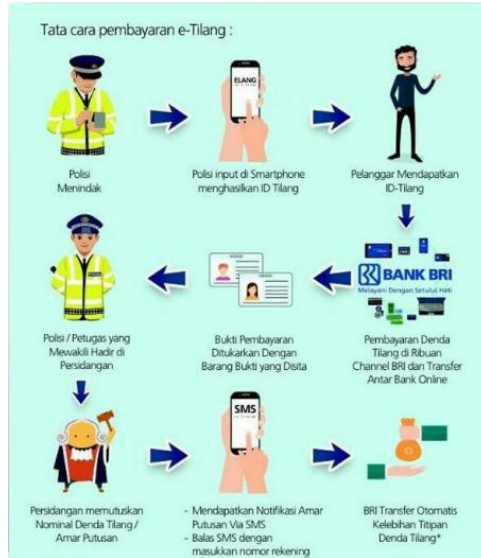 Tata cara pembayaran e-Tilang :
ELANG
Polisi
Menindak
Polisi input di Smartphone
menghasilkan ID Tilang
Pelanggar Mendapatkan
ID-Tilang
BANK BRI
Melayani Dengan Setulus Hati
Pembayaran Denda
Tilang di Ribuan
Channel BRI dan Transfer
Antar Bank Online
Bukti Pembayaran
Ditukarkan Dengan
Barang Bukti yang Disita
Polisi / Petugas yang
Mewakili Hadir di
Persidangan
Persidangan memutuskan
Nominal Denda Tilang /
Amar Putusan
SMS
- Mendapatkan Notifikasi Amar
Putusan Via SMS
- Balas SMS dengan
masukkan nomor rekening
BRI Transfer Otomatis
Kelebihan Titipan
Denda Tilang*